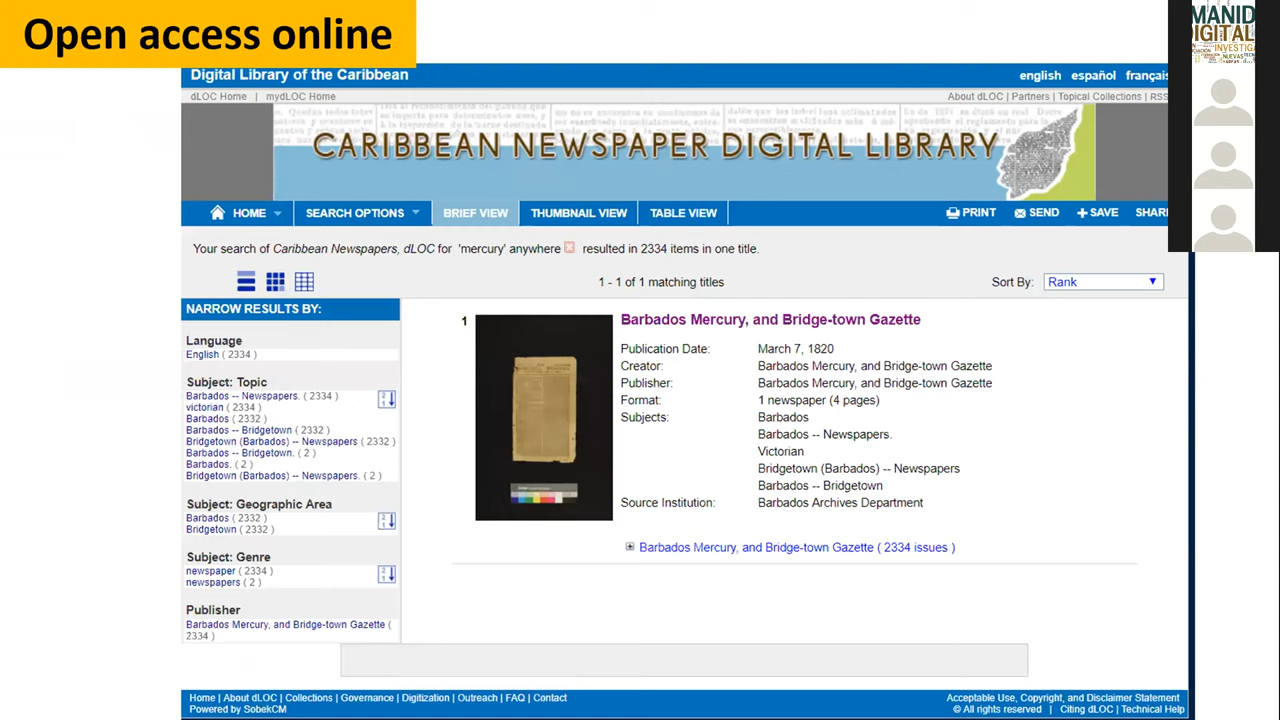 Open access online
MANID
DIGITAL
INVESTIGA
NUEVAS
Digital Library of the Caribbean
english español françai
dLOC Home | mydLOC Home
About dLOC | Partners | Topical Collections | RSS
CARIBBEAN NEWSPAPER DIGITAL LIBRARY
HOME SEARCH OPTIONS BRIEF VIEW THUMBNAIL VIEW TABLE VIEW PRINT SEND SAVE SHAR
Your search of Caribbean Newspapers, dLOC for 'mercury' anywhere resulted in 2334 items in one title.
1 - 1 of 1 matching titles
Sort By: Rank
NARROW RESULTS BY:
Language
English ( 2334 )
Subject: Topic
Barbados -- Newspapers. ( 2334 )
victorian ( 2334 )
Barbados ( 2332 )
Barbados -- Bridgetown ( 2332 )
Bridgetown (Barbados) -- Newspapers ( 2332 )
Barbados -- Bridgetown. ( 2 )
Barbados. ( 2 )
Bridgetown (Barbados) -- Newspapers. ( 2 )
Subject: Geographic Area
Barbados ( 2332 )
Bridgetown ( 2332 )
Subject: Genre
newspaper ( 2334 )
newspapers ( 2 )
Publisher
Barbados Mercury, and Bridge-town Gazette (
2334 )
1
Barbados Mercury, and Bridge-town Gazette
Publication Date: March 7, 1820
Creator: Barbados Mercury, and Bridge-town Gazette
Publisher: Barbados Mercury, and Bridge-town Gazette
Format: 1 newspaper (4 pages)
Subjects: Barbados
Barbados -- Newspapers.
Victorian
Bridgetown (Barbados) -- Newspapers
Barbados -- Bridgetown
Source Institution: Barbados Archives Department
Barbados Mercury, and Bridge-town Gazette ( 2334 issues )
Home | About dLOC | Collections | Governance | Digitization | Outreach | FAQ | Contact
Powered by SobekCM
Acceptable Use, Copyright, and Disclaimer Statement
© All rights reserved | Citing dLOC | Technical Help